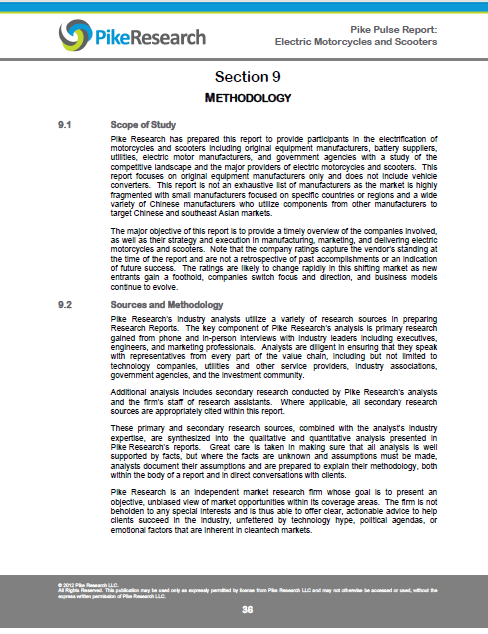 PikeResearch
Pike Pulse Report:
Electric Motorcycles and Scooters
Section 9
METHODOLOGY
9.1 Scope of Study
Pike Research has prepared this report to provide participants in the electrification of
motorcycles and scooters including original equipment manufacturers, battery suppliers,
utilities, electric motor manufacturers, and government agencies with a study of the
competitive landscape and the major providers of electric motorcycles and scooters. This
report focuses on original equipment manufacturers only and does not include vehicle
converters. This report is not an exhaustive list of manufacturers as the market is highly
fragmented with small manufacturers focused on specific countries or regions and a wide
variety of Chinese manufacturers who utilize components from other manufacturers to
target Chinese and southeast Asian markets.
The major objective of this report is to provide a timely overview of the companies involved,
as well as their strategy and execution in manufacturing, marketing, and delivering electric
motorcycles and scooters. Note that the company ratings capture the vendor's standing at
the time of the report and are not a retrospective of past accomplishments or an indication
of future success. The ratings are likely to change rapidly in this shifting market as new
entrants gain a foothold, companies switch focus and direction, and business models
continue to evolve.
9.2 Sources and Methodology
Pike Research's industry analysts utilize a variety of research sources in preparing
Research Reports. The key component of Pike Research's analysis is primary research
gained from phone and in-person interviews with industry leaders including executives,
engineers, and marketing professionals. Analysts are diligent in ensuring that they speak
with representatives from every part of the value chain, including but not limited to
technology companies, utilities and other service providers, industry associations,
government agencies, and the investment community.
Additional analysis includes secondary research conducted by Pike Research's analysts
and the firm's staff of research assistants. Where applicable, all secondary research
sources are appropriately cited within this report.
These primary and secondary research sources, combined with the analyst's industry
expertise, are synthesized into the qualitative and quantitative analysis presented in
Pike Research's reports. Great care is taken in making sure that all analysis is well
supported by facts, but where the facts are unknown and assumptions must be made,
analysts document their assumptions and are prepared to explain their methodology, both
within the body of a report and in direct conversations with clients.
Pike Research is an independent market research firm whose goal is to present an
objective, unbiased view of market opportunities within its coverage areas. The firm is not
beholden to any special interests and is thus able to offer clear, actionable advice to help
clients succeed in the industry, unfettered by technology hype, political agendas, or
emotional factors that are inherent in cleantech markets.
© 2012 Pike Research LLC.
All Rights Reserved. This publication may be used only as expressly permitted by license from Pike Research LLC and may not otherwise be accessed or used, without the
express written permission of Pike Research LLC.
36